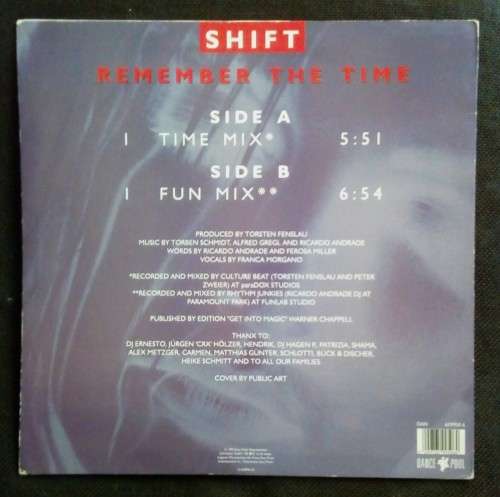 SHIFT
REMEMBER THE TIME
SIDE A
1 TIME MIX* 5:51
SIDE B
1 FUN MIX** 6:54
PRODUCED BY TORSTEN FENSLAU
MUSIC BY TORBEN SCHMIDT, ALFRED GREGL AND RICARDO ANDRADE
WORDS BY RICARDO ANDRADE AND FEROBA MILLER
VOCALS BY FRANCA MORGANO
*RECORDED AND MIXED BY CULTURE BEAT (TORSTEN FENSLAU AND PETER
ZWEIER) AT paraDOX STUDIOS
**RECORDED AND MIXED BY RHYTHM JUNKIES (RICARDO ANDRADE DJ AT
PARAMOUNT PARK) AT FUNLAB STUDIO
PUBLISHED BY EDITION "GET INTO MAGIC" WARNER CHAPPELL
THANX TO:
DJ ERNESTO, JÜRGEN "CRX" HÖLZER, HENDRIK, DJ HAGEN P, PATRIZIA, SHAMA,
ALEX METZGER, CARMEN, MATTHIAS GÜNTER, SCHLOTTI, BUCK & DISCHER,
HEIKE SCHMITT AND TO ALL OUR FAMILIES
COVER BY PUBLIC ART
DANCE POOL